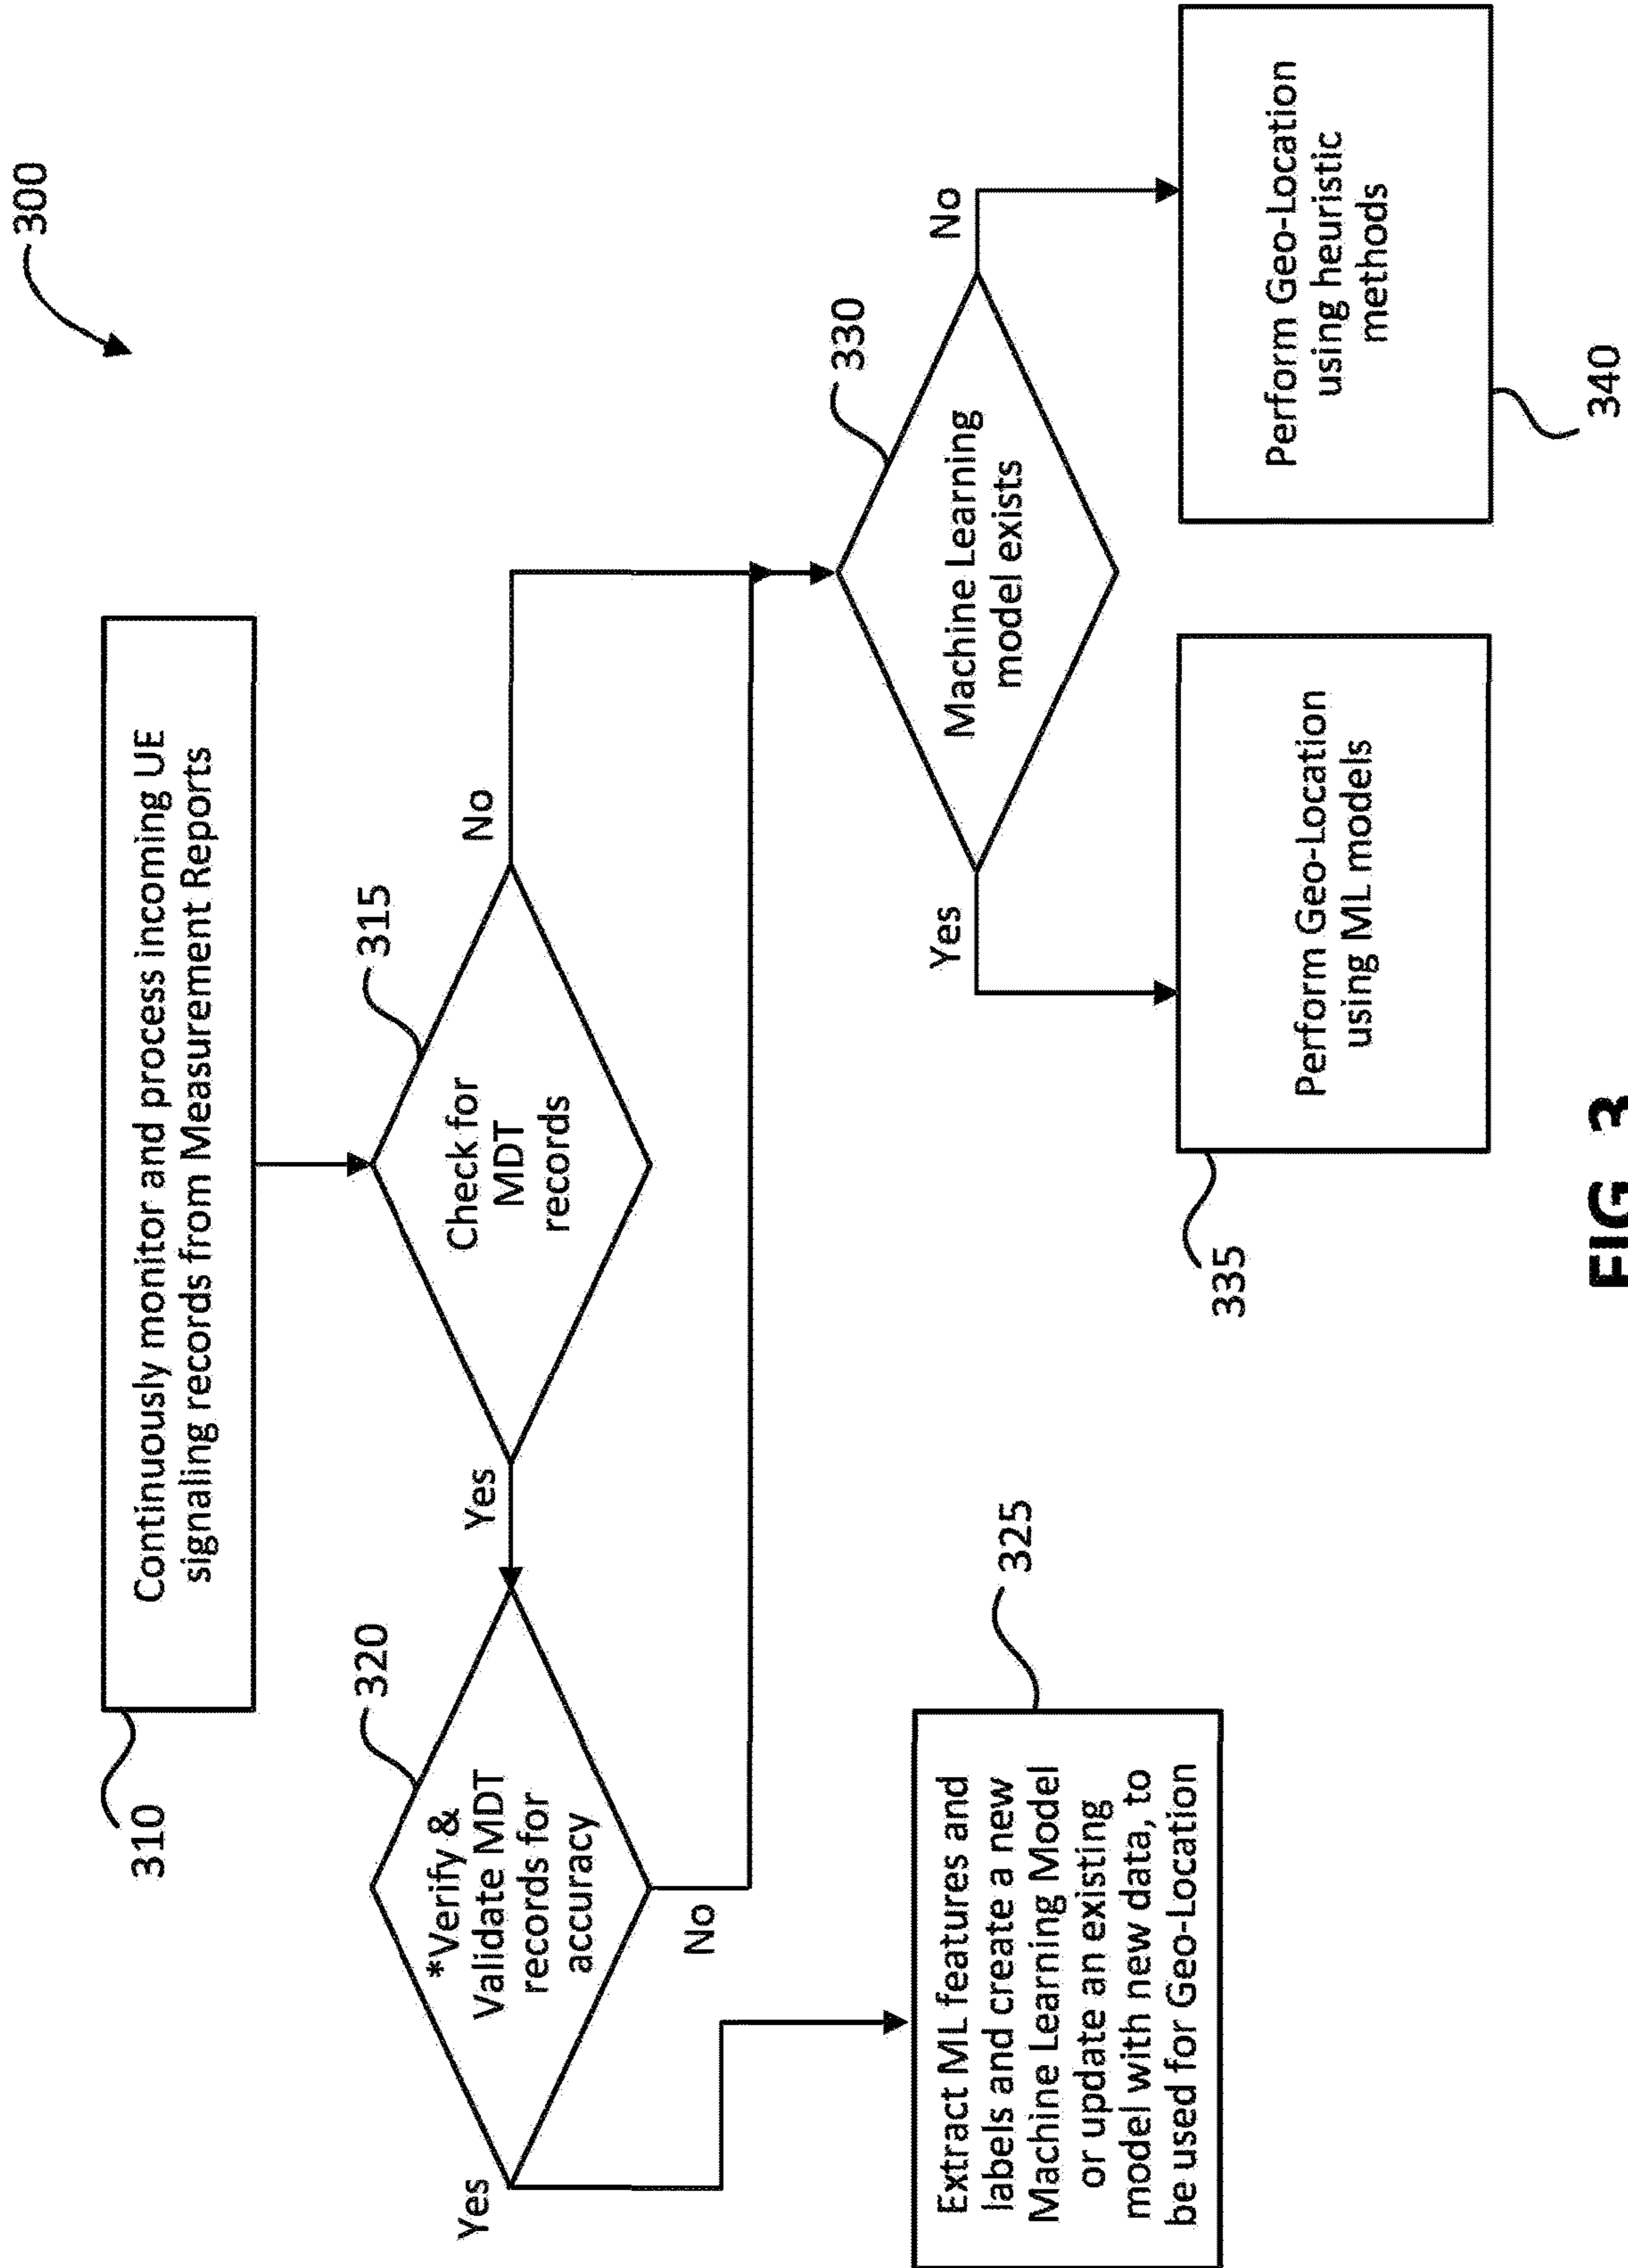 300
310
Continuously monitor and process incoming UE
signaling records from Measurement Reports
315
Check for
MDT
records
Yes
No
320
*Verify &
Validate MDT
records for
accuracy
Yes
No
325
Extract ML features and
labels and create a new
Machine Learning Model
or update an existing
model with new data, to
be used for Geo-Location
330
Machine Learning
model exists
Yes
No
335
Perform Geo-Location
using ML models
Perform Geo-Location
using heuristic
methods
340
FIG 3